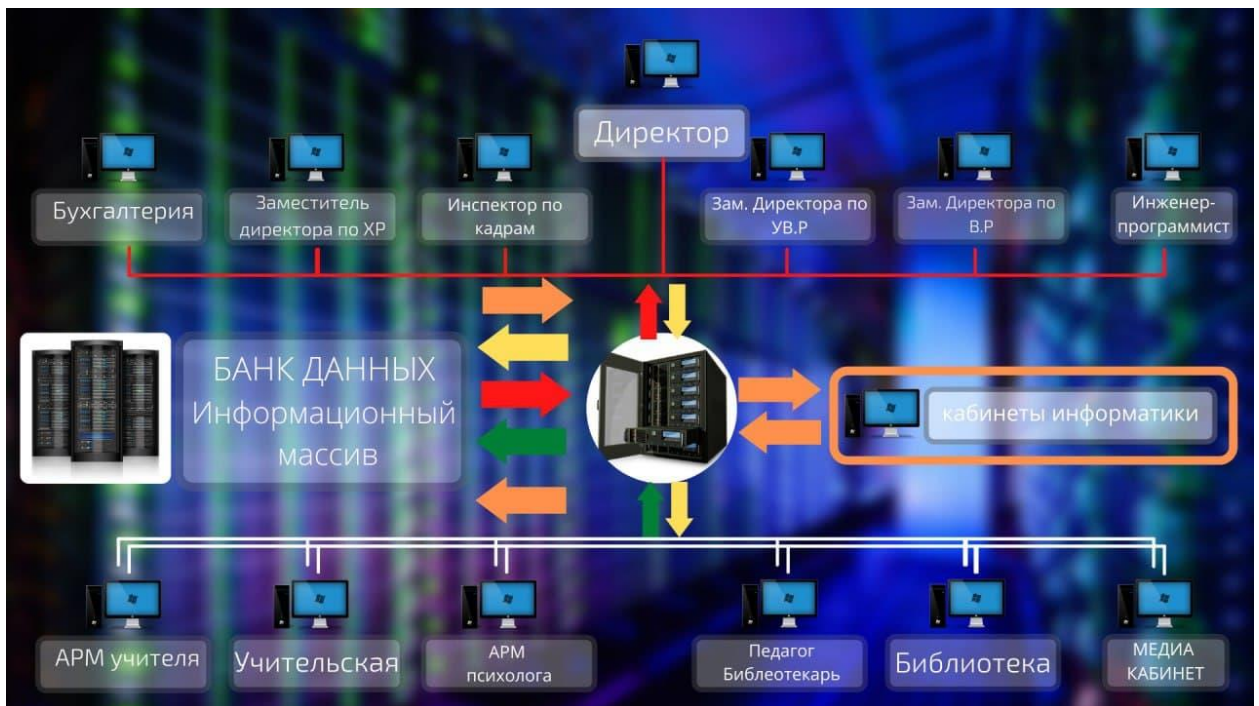 Директор
Бухгалтерия
Заместитель
директора по ХР
Инспектор по
кадрам
Зам. Директора по
УВ.Р
Зам. Директора по
В.Р
Инженер-
программист
БАНК ДАННЫХ
Информационный
массив
кабинеты информатики
АРМ учителя
Учительская
АРМ
психолога
Педагог
Библеотекарь
Библиотека
МЕДИА
КАБИНЕТ